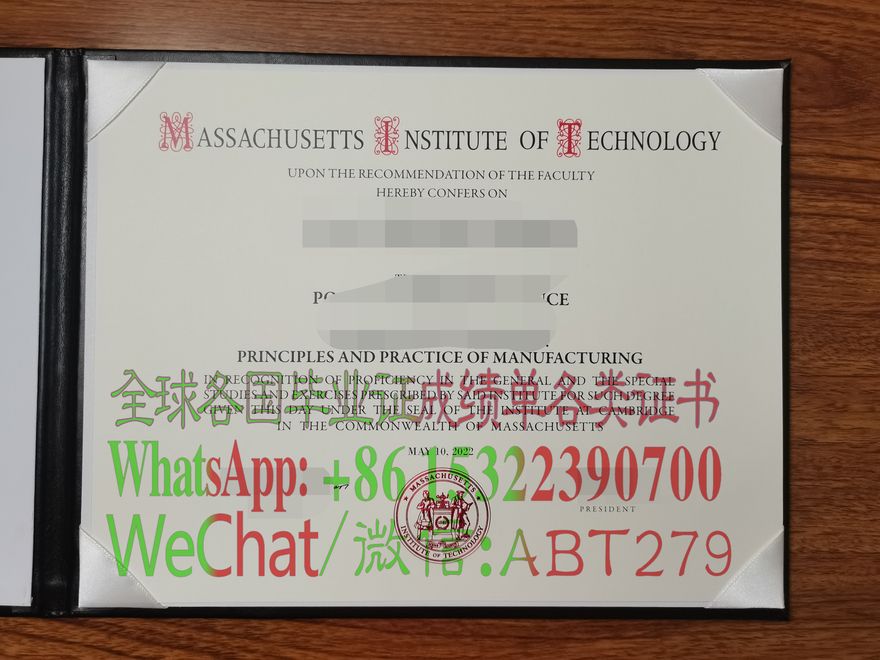 MASSACHUSETTS INSTITUTE OF TECHNOLOGY
UPON THE RECOMMENDATION OF THE FACULTY
HEREBY CONFERS ON
PRINCIPLES AND PRACTICE OF MANUFACTURING
IN RECOGNITION OF PROFICIENCY IN THE GENERAL AND THE SPECIAL
STUDIES AND EXERCISES PRESCRIBED BY SAID INSTITUTE FOR SUCH DEGREE
全球各国毕业证成绩单各类证书
GIVEN THIS DAY UNDER THE SEAL OF THE INSTITUTE AT CAMBRIDGE
IN THE COMMONWEALTH OF MASSACHUSETTS
MAY 10, 2022
WhatsApp: +86 15322390700
PRESIDENT
MASSACHUSETTS INSTITUTE OF TECHNOLOGY
WeChat/微信:ABT279